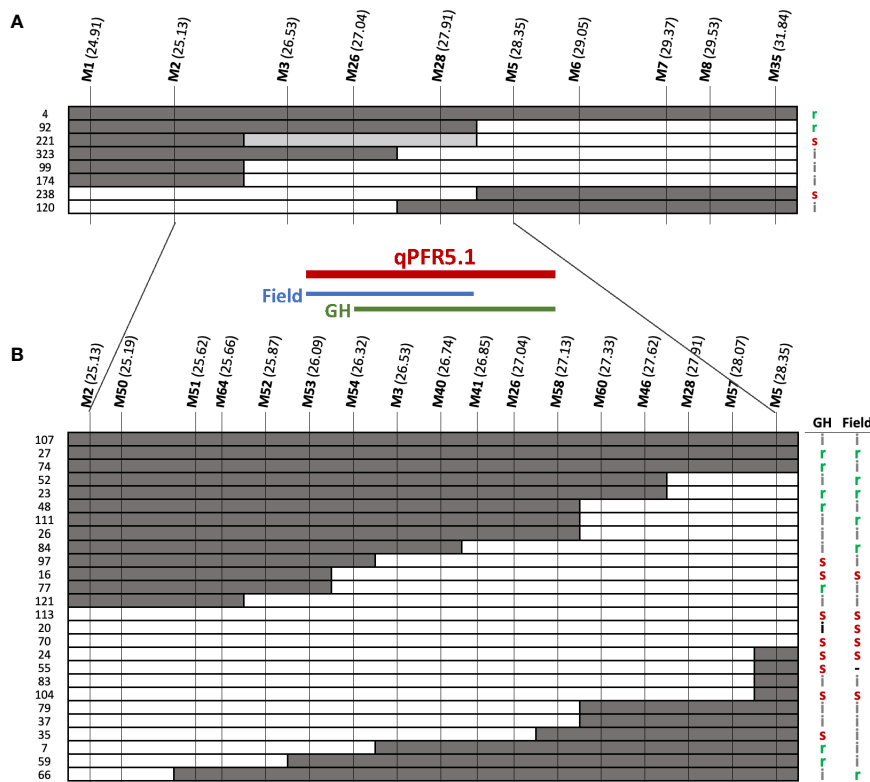 A
M1 (24.91) M2 (25.13) M3 (26.53) M26 (27.04) M28 (27.91) M5 (28.35) M6 (29.05) M7 (29.37) M8 (29.53) M35 (31.84)
4 r
92 r
221 s
323 i
99 i
174 i
238 s
120 i
qPFR5.1
Field
GH
B
M2 (25.13) M50 (25.19) M51 (25.62) M64 (25.66) M52 (25.87) M53 (26.09) M54 (26.32) M3 (26.53) M40 (26.74) M41 (26.85) M26 (27.04) M58 (27.13) M60 (27.33) M46 (27.62) M28 (27.91) M57 (28.07) M5 (28.35)
GH Field
107 i i
27 r r
74 r i
52 i r
23 r r
48 r i
111 i r
26 i i
84 i r
97 s i
16 s s
77 r i
121 i i
113 s s
20 i s
70 s s
24 s s
55 s -
83 i i
104 s s
79 i i
37 i i
35 s i
7 r i
59 r i
66 i r